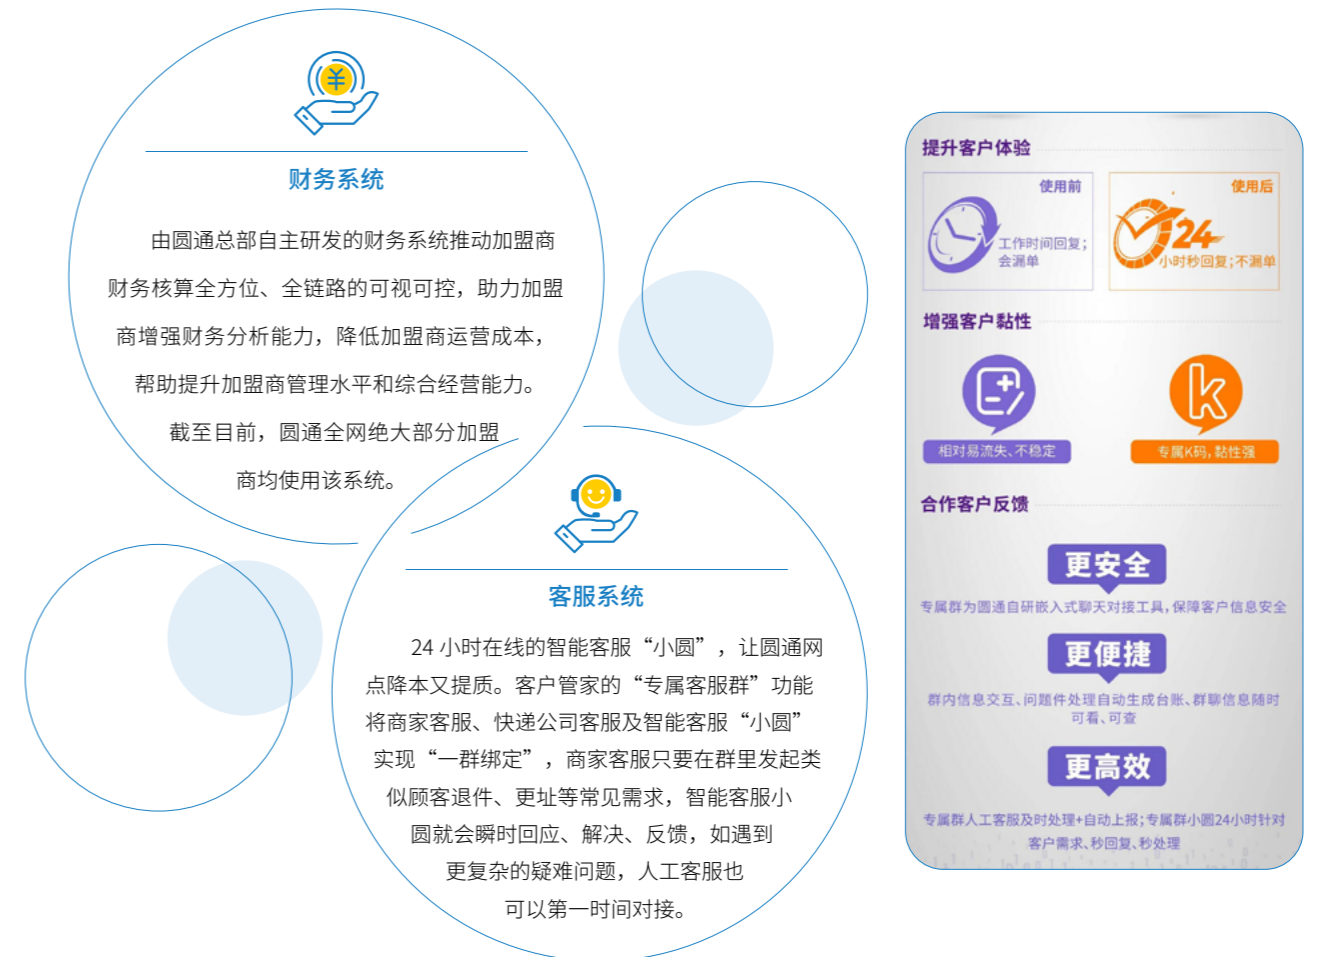 财务系统
由圆通总部自主研发的财务系统推动加盟商
财务核算全方位、全链路的可视可控，助力加盟
商增强财务分析能力，降低加盟商运营成本，
帮助提升加盟商管理水平和综合经营能力。
截至目前，圆通全网绝大部分加盟
商均使用该系统。
客服系统
24 小时在线的智能客服“小圆”，让圆通网
点降本又提质。客户管家的“专属客服群”功能
将商家客服、快递公司客服及智能客服“小圆”
实现“一群绑定”，商家客服只要在群里发起类
似顾客退件、更址等常见需求，智能客服小
圆就会瞬时回应、解决、反馈，如遇到
更复杂的疑难问题，人工客服也
可以第一时间对接。
提升客户体验
使用前
工作时间回复；
会漏单
使用后
24
小时秒回复；不漏单
增强客户黏性
相对易流失、不稳定
k
专属K码，黏性强
合作客户反馈
更安全
专属群为圆通自研嵌入式聊天对接工具，保障客户信息安全
更便捷
群内信息交互、问题件处理自动生成台账、群聊信息随时
可看、可查
更高效
专属群人工客服及时处理+自动上报；专属群小圆24小时针对
客户需求、秒回复、秒处理